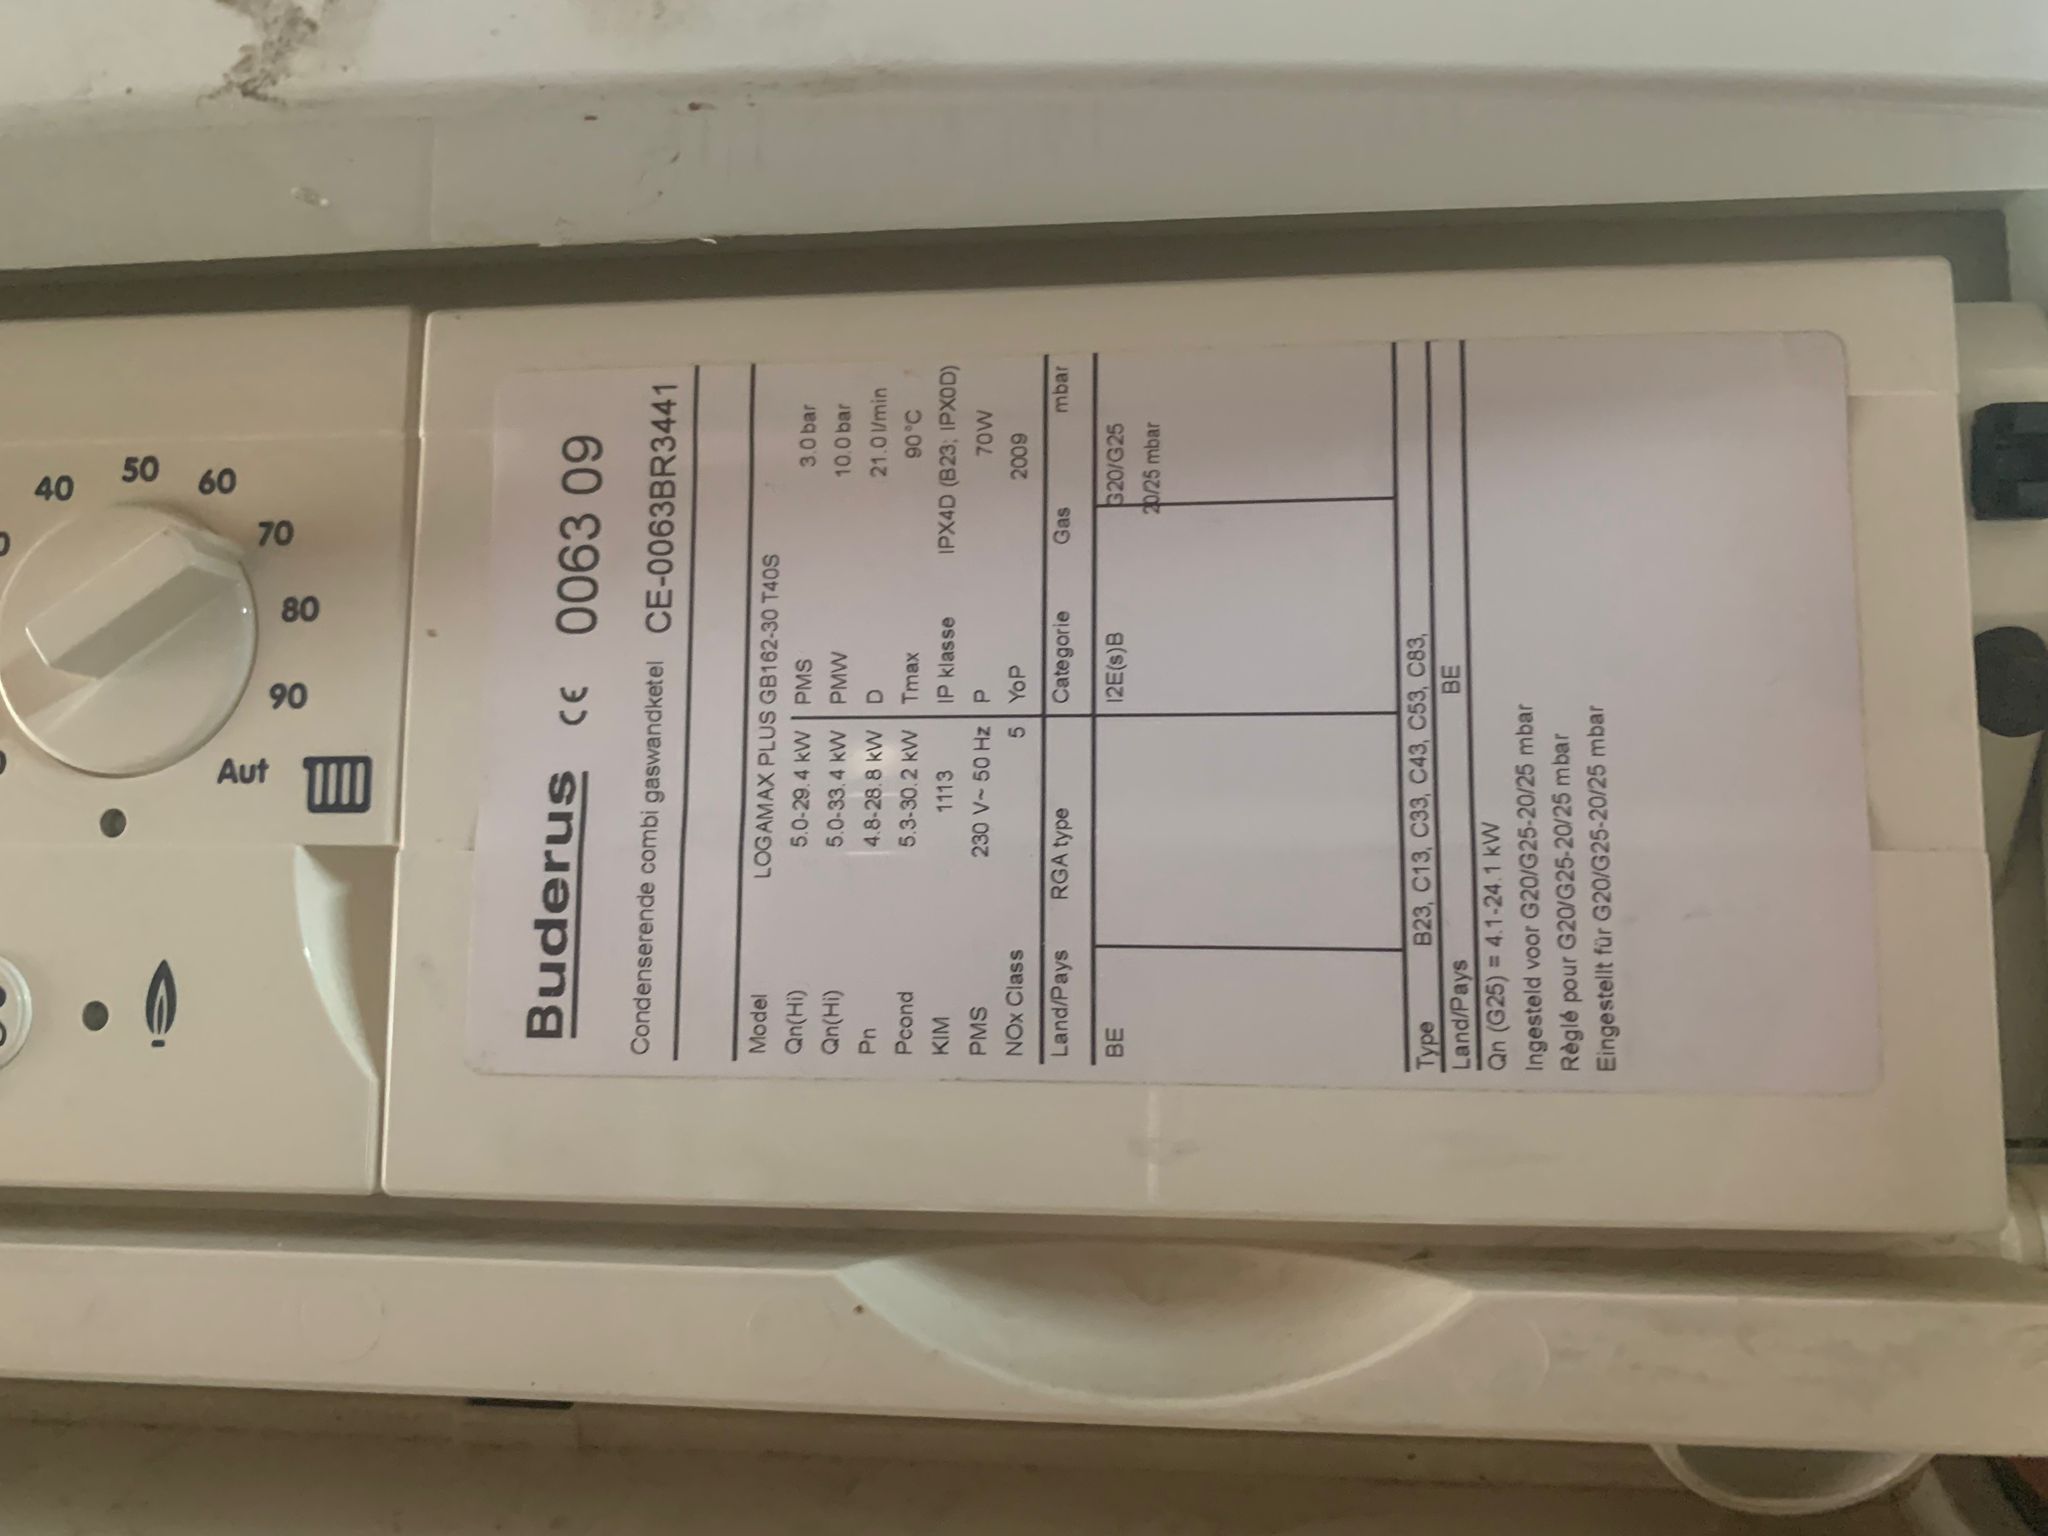 40
50
60
70
80
90
Aut
Buderus CE 0063 09
Condenserende combi gaswandketel CE-0063BR3441
Model LOGAMAX PLUS GB162-30 T40S
Qn(Hi) 5.0-29.4 kW PMS 3.0 bar
Qn(Hi) 5.0-33.4 kW PMW 10.0 bar
Pn 4.8-28.8 kW D 21.0 l/min
Pcond 5.3-30.2 kW Tmax 90°C
KIM 1113 IP klasse IPX4D (B23; IPX0D)
PMS 230 V~ 50 Hz P 70W
NOx Class 5 YoP 2009
Land/Pays RGA type Categorie Gas mbar
BE I2E(s)B G20/G25
20/25 mbar
Type B23, C13, C33, C43, C53, C83,
Land/Pays BE
Qn (G25) = 4.1-24.1 kW
Ingesteld voor G20/G25-20/25 mbar
Règlé pour G20/G25-20/25 mbar
Eingestellt für G20/G25-20/25 mbar